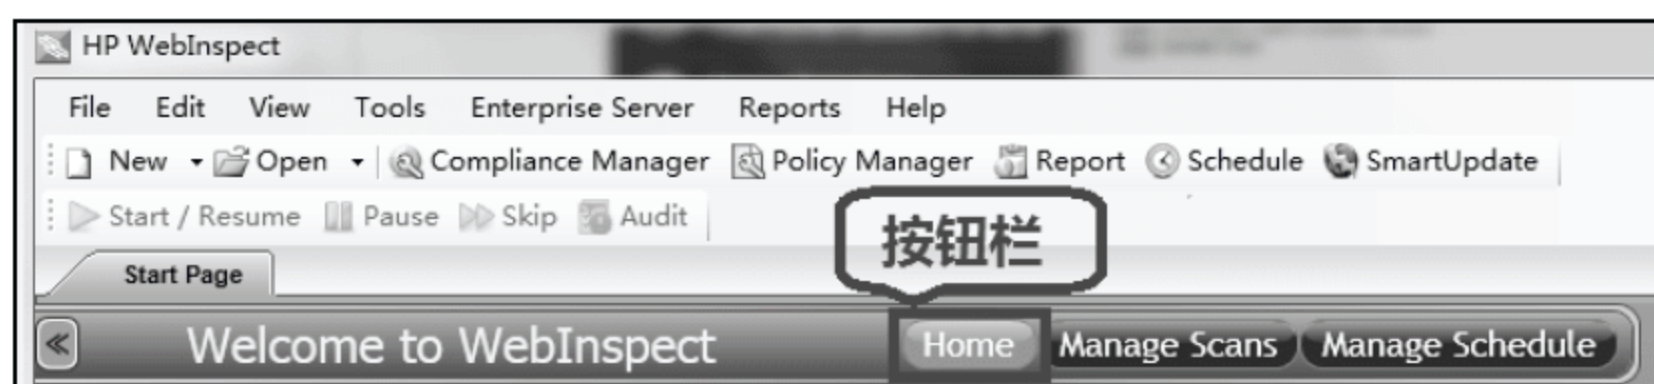 HP WebInspect
File Edit View Tools Enterprise Server Reports Help
New Open Compliance Manager Policy Manager Report Schedule SmartUpdate
Start / Resume Pause Skip Audit
按钮栏
Start Page
Welcome to WebInspect Home Manage Scans Manage Schedule